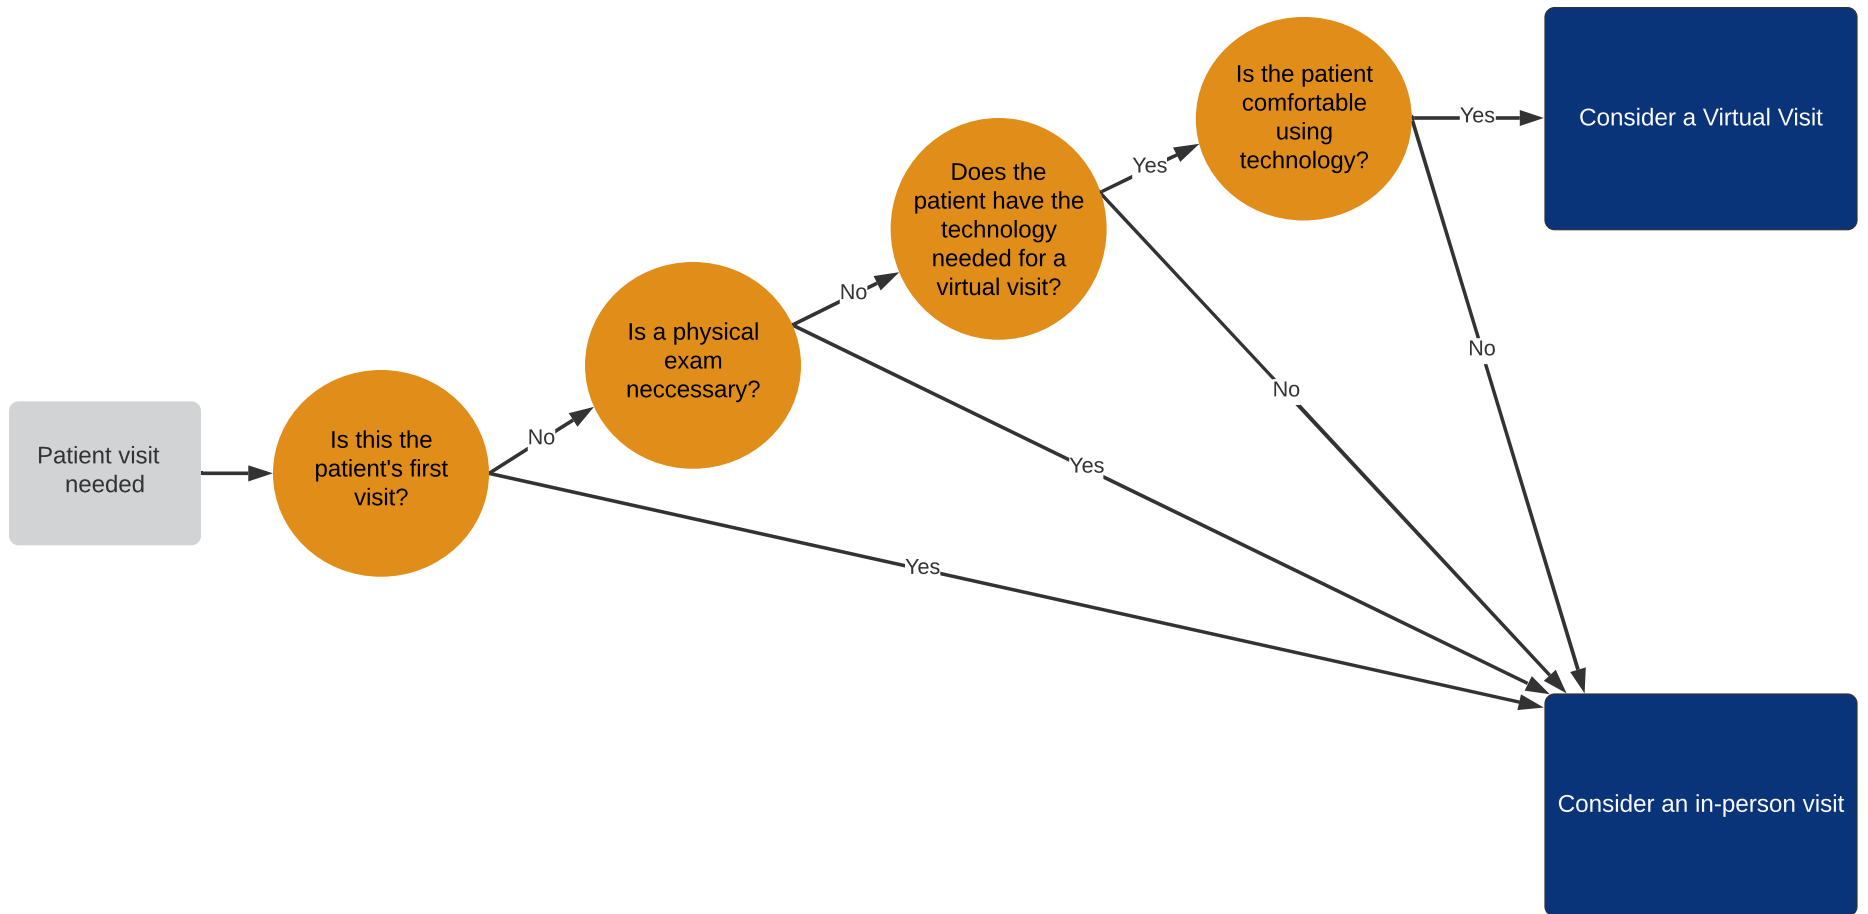 Patient visit
needed
Is this the
patient's first
visit?
No
Yes
Is a physical
exam
neccessary?
No
Yes
Does the
patient have the
technology
needed for a
virtual visit?
Yes
No
Is the patient
comfortable
using
technology?
Yes
No
Consider a Virtual Visit
Consider an in-person visit